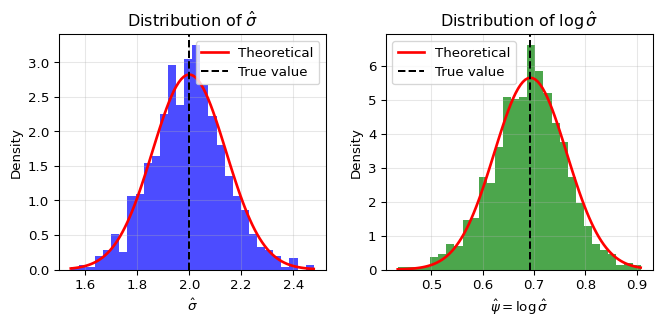 Distribution of σ̂
Density
3.0
2.5
2.0
1.5
1.0
0.5
0.0
Theoretical
True value
1.6
1.8
2.0
2.2
2.4
σ̂
Distribution of log σ̂
Density
6
5
4
3
2
1
0
Theoretical
True value
0.5
0.6
0.7
0.8
0.9
ψ̂ = log σ̂